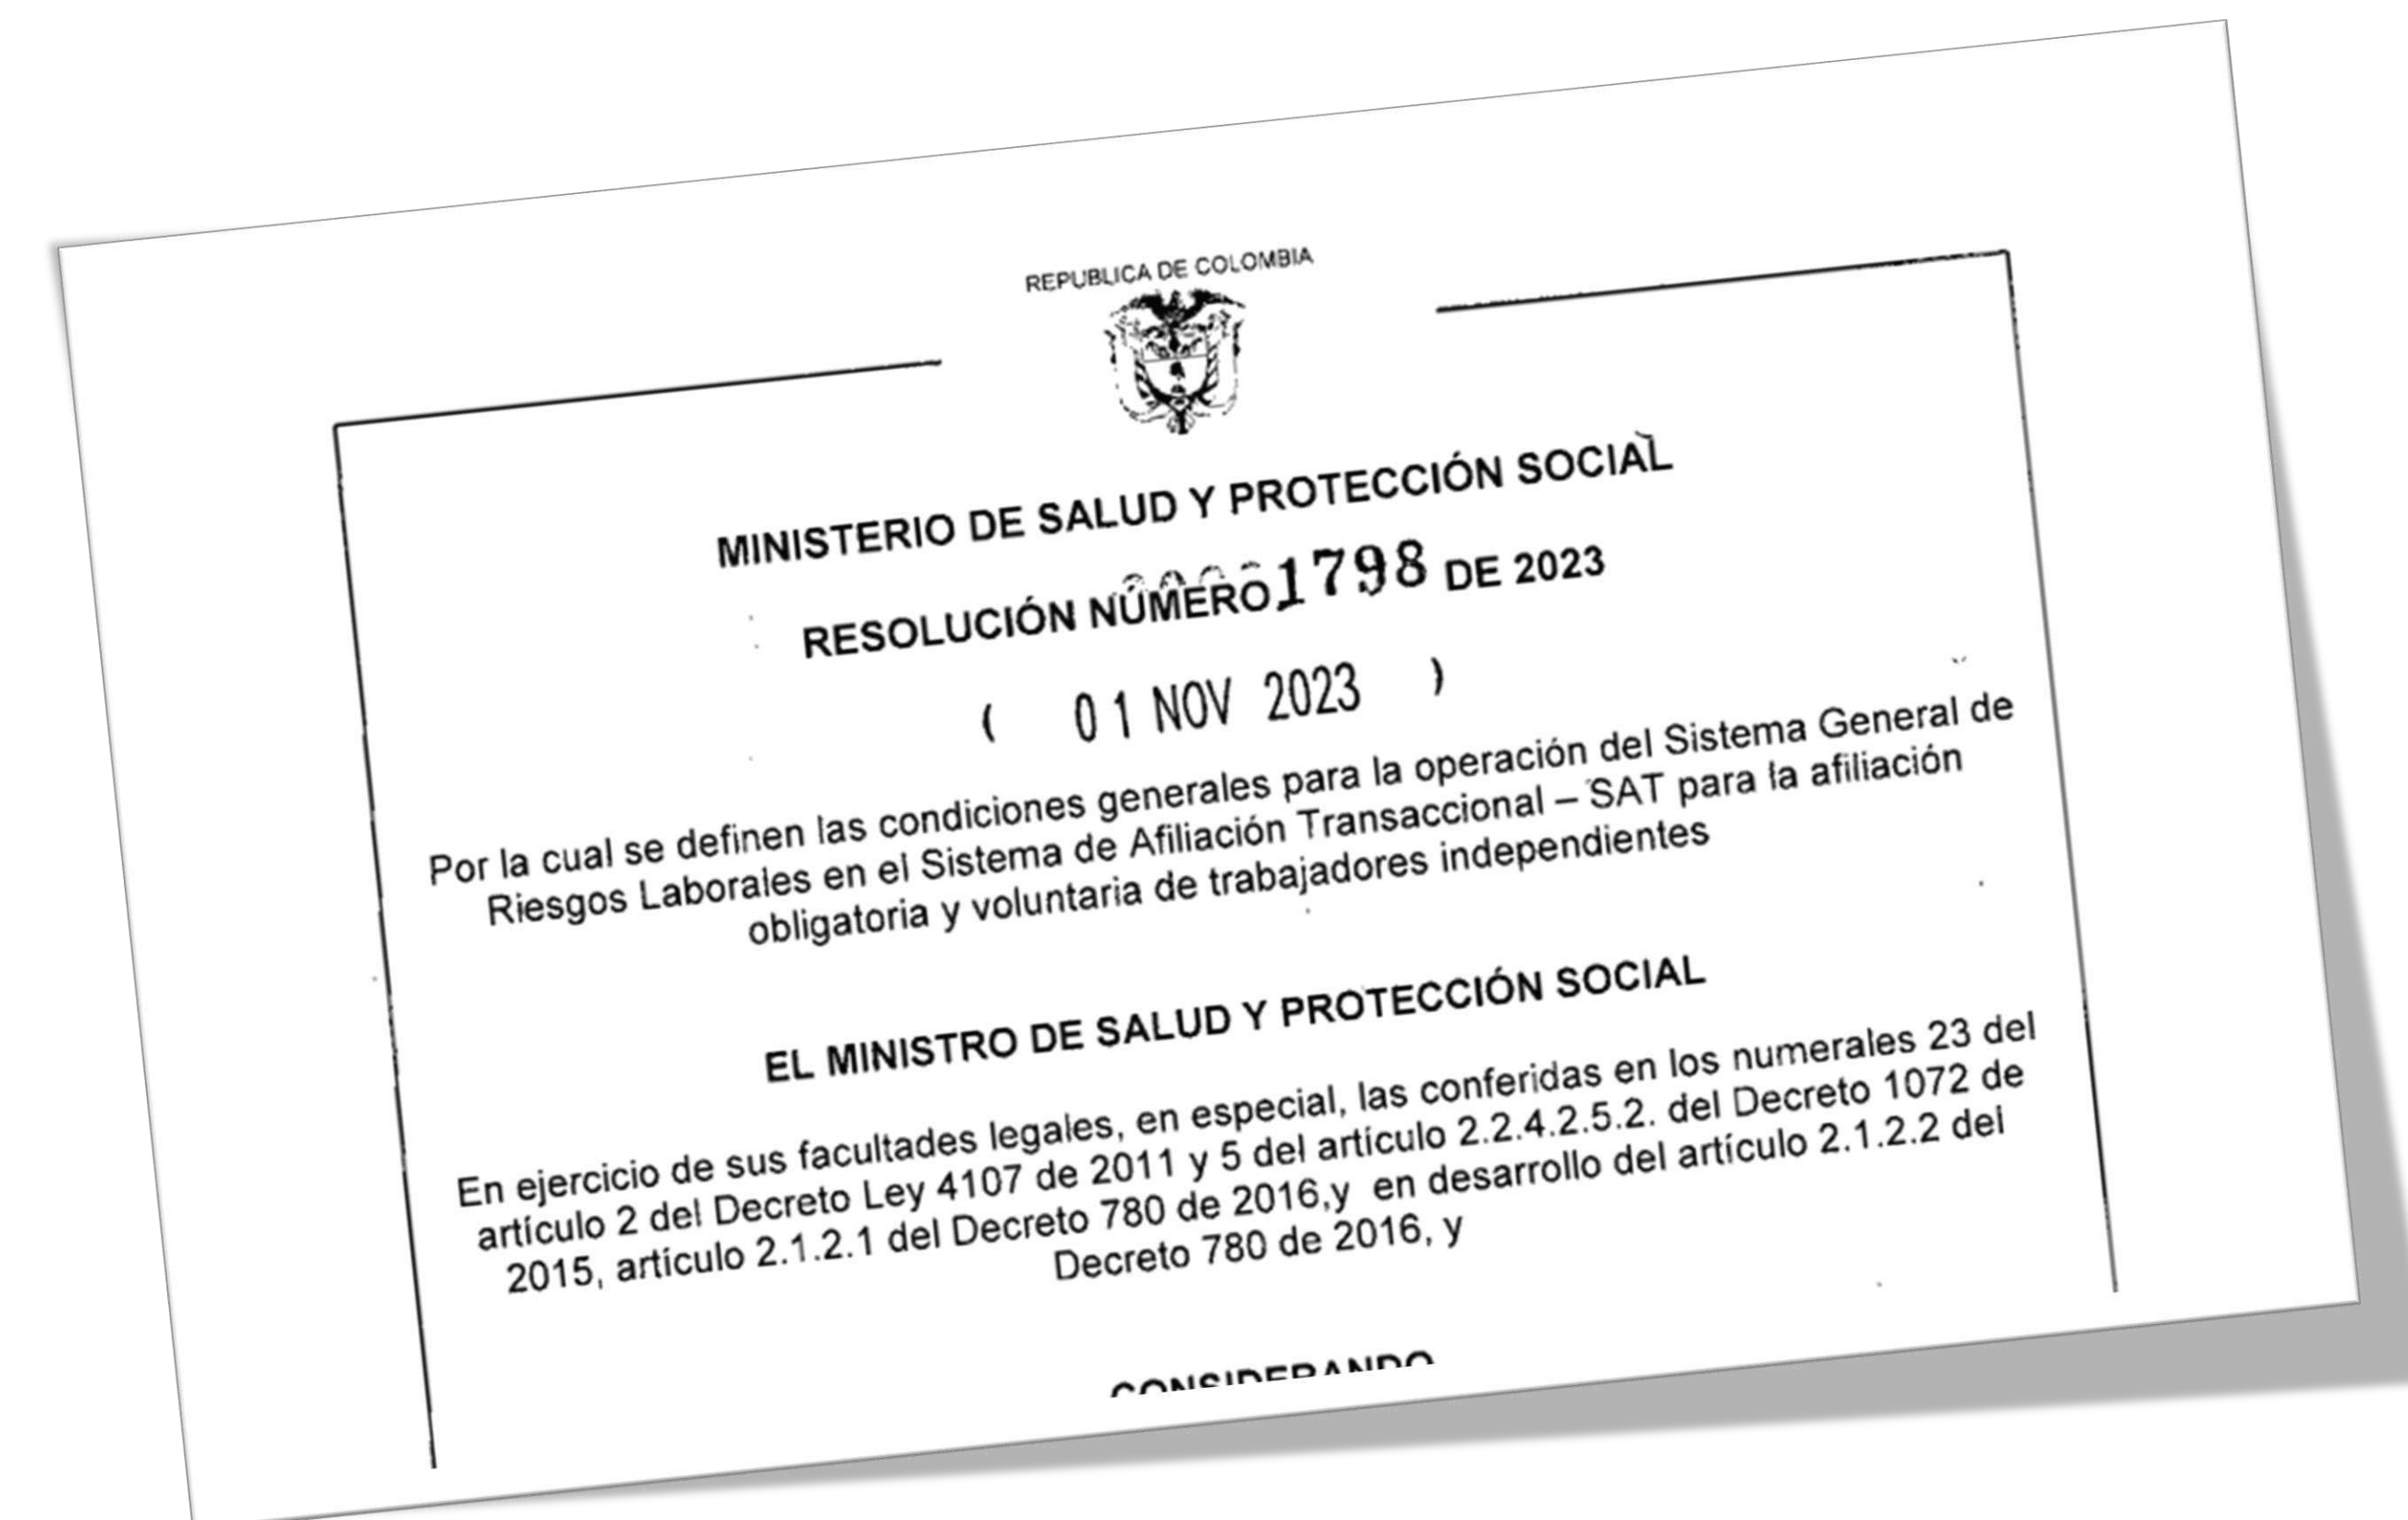 REPUBLICA DE COLOMBIA
MINISTERIO DE SALUD Y PROTECCIÓN SOCIAL
RESOLUCIÓN NÚMERO 1798 DE 2023
( 01 NOV 2023 )
Por la cual se definen las condiciones generales para la operación del Sistema General de
Riesgos Laborales en el Sistema de Afiliación Transaccional – SAT para la afiliación
obligatoria y voluntaria de trabajadores independientes
EL MINISTRO DE SALUD Y PROTECCIÓN SOCIAL
En ejercicio de sus facultades legales, en especial, las conferidas en los numerales 23 del
artículo 2 del Decreto Ley 4107 de 2011 y 5 del artículo 2.2.4.2.5.2. del Decreto 1072 de
2015, artículo 2.1.2.1 del Decreto 780 de 2016,y en desarrollo del artículo 2.1.2.2 del
Decreto 780 de 2016, y
CONSIDERANDO